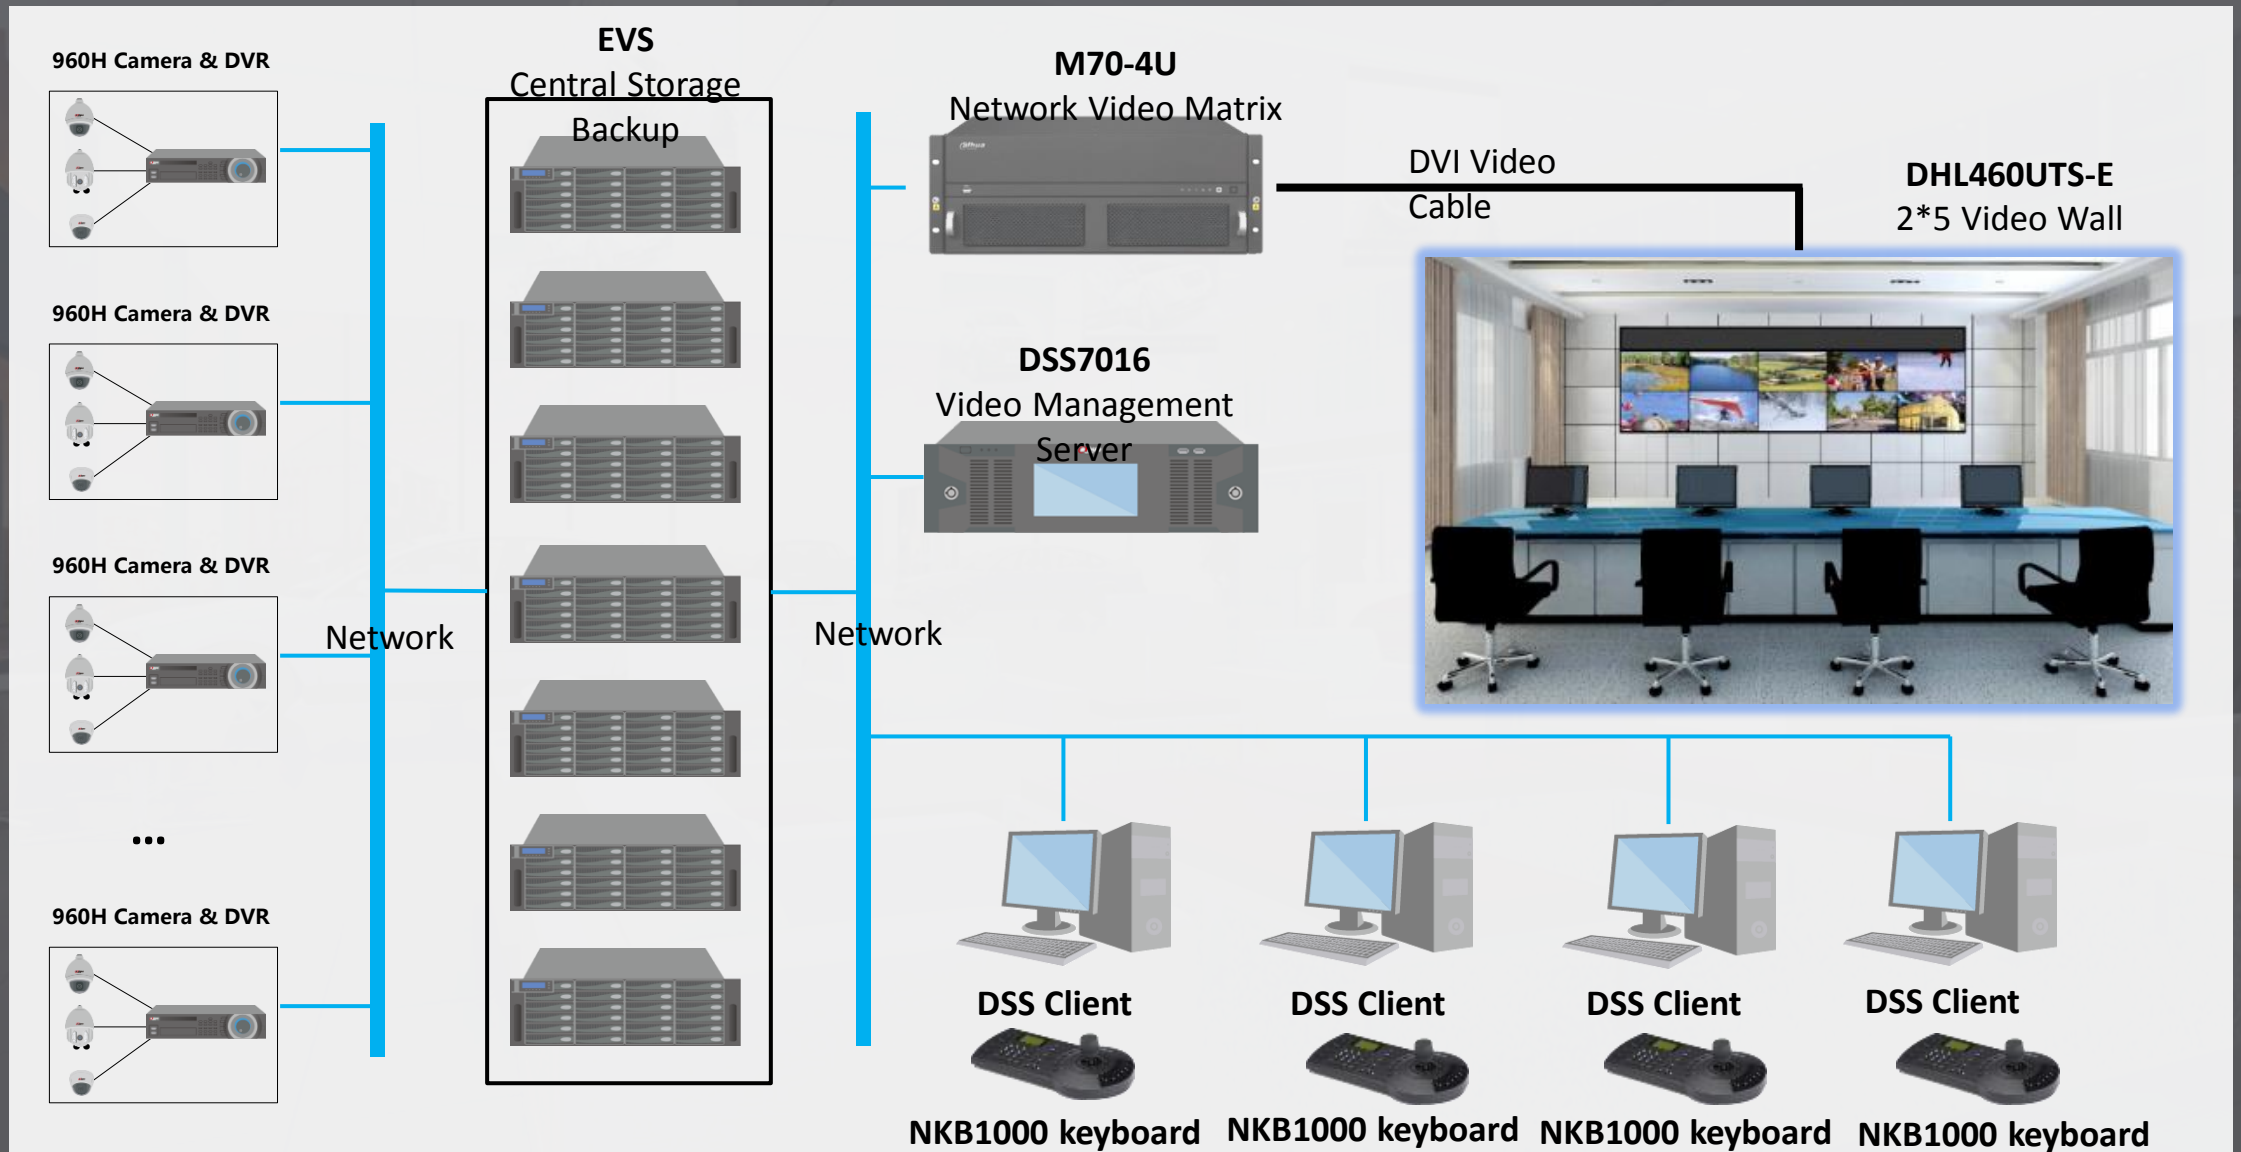 960H Camera & DVR
960H Camera & DVR
960H Camera & DVR
...
960H Camera & DVR
Network
EVS
Central Storage
Backup
Network
M70-4U
Network Video Matrix
alhua
DSS7016
Video Management
Server
DVI Video
Cable
DHL460UTS-E
2*5 Video Wall
DSS Client
DSS Client
DSS Client
DSS Client
NKB1000 keyboard
NKB1000 keyboard
NKB1000 keyboard
NKB1000 keyboard